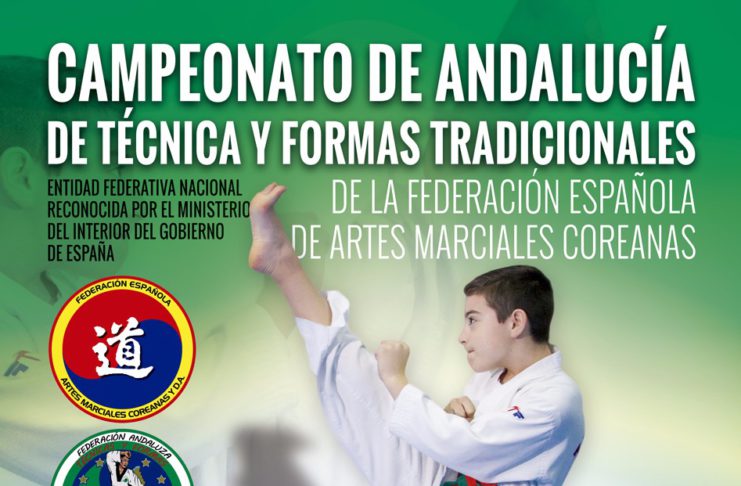 CAMPEONATO DE ANDALUCÍA
DE TÉCNICA Y FORMAS TRADICIONALES
ENTIDAD FEDERATIVA NACIONAL
RECONOCIDA POR EL MINISTERIO
DEL INTERIOR DEL GOBIERNO
DE ESPAÑA
DE LA FEDERACIÓN ESPAÑOLA
DE ARTES MARCIALES COREANAS
FEDERACIÓN ESPAÑOLA
道
ARTES MARCIALES COREANAS Y D.A.
FEDERACIÓN ANDALUZA